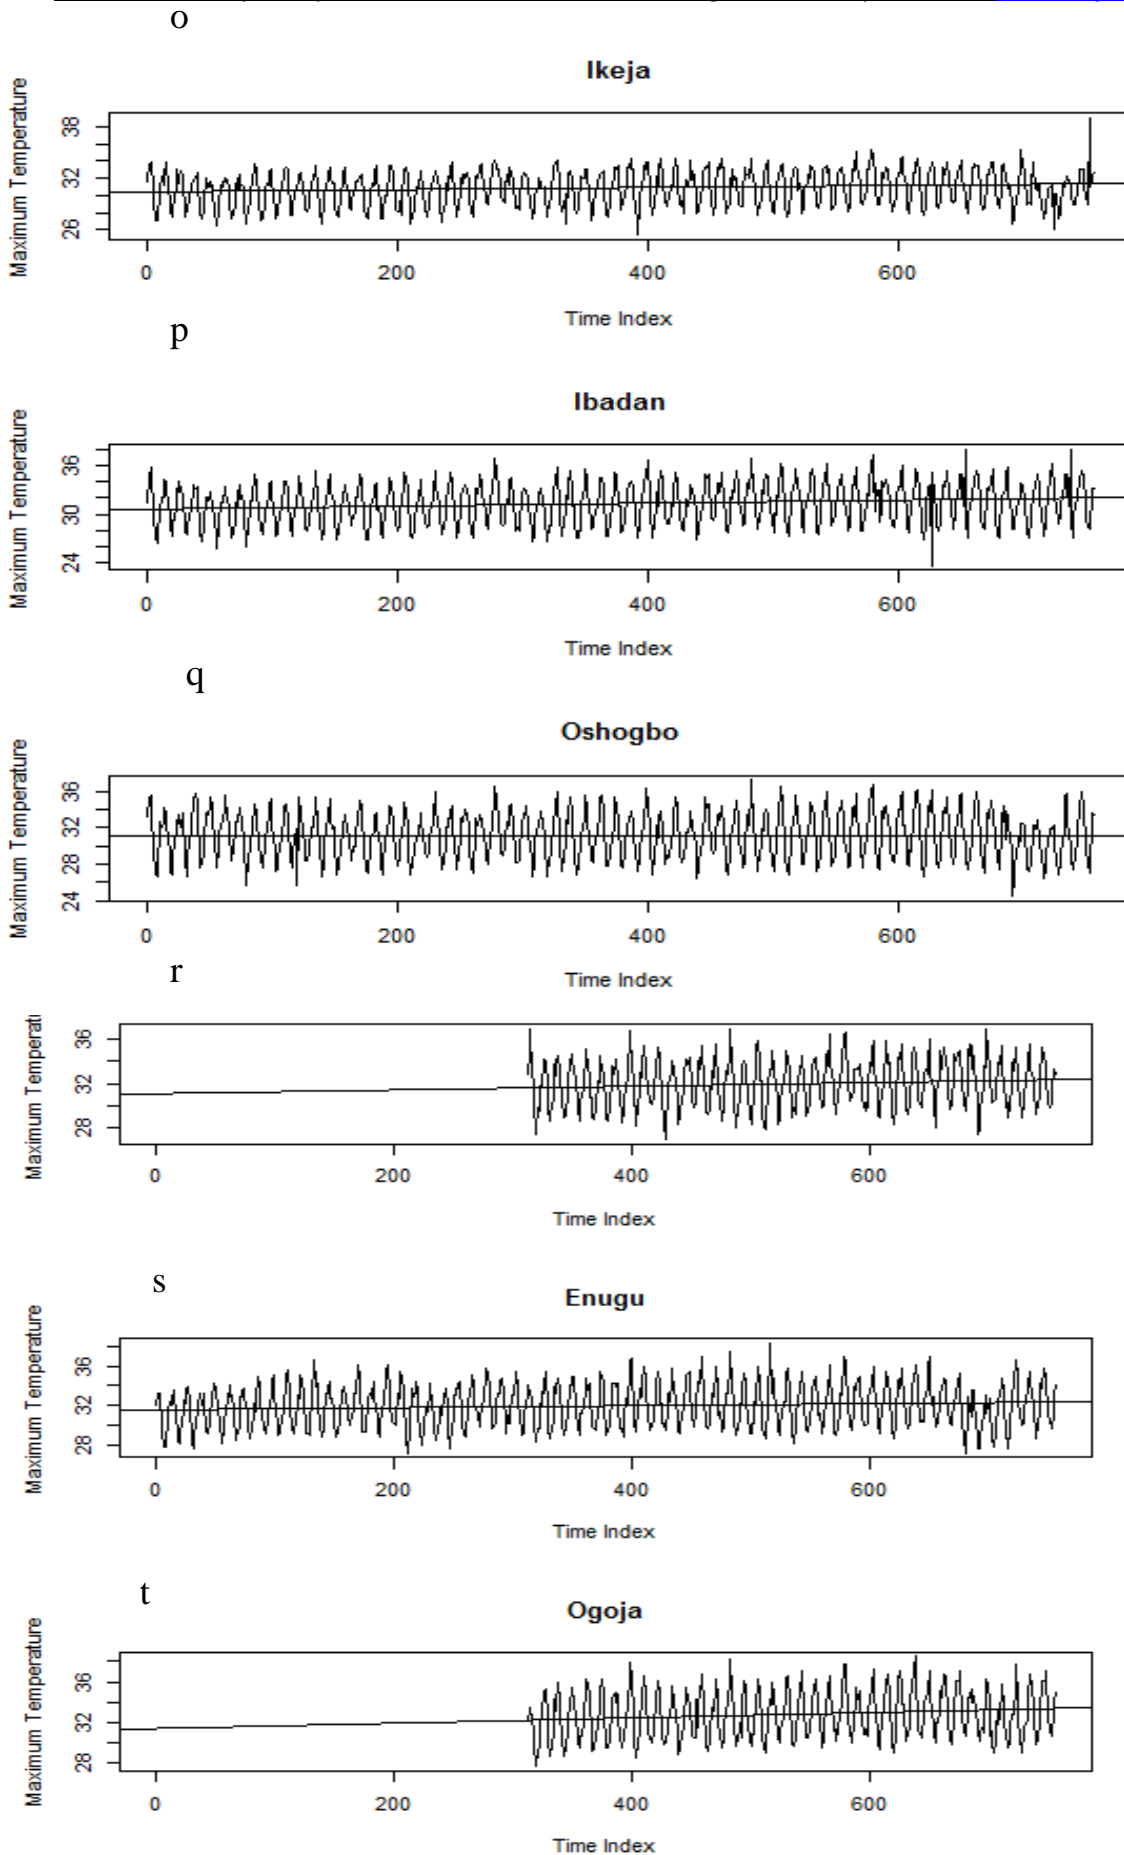 o
Ikeja
Maximum Temperature
38
32
26
0 200 400 600
Time Index
p
Ibadan
Maximum Temperature
36
30
24
0 200 400 600
Time Index
q
Oshogbo
Maximum Temperature
36
32
28
24
0 200 400 600
Time Index
r
Maximum Temperati
36
32
28
0 200 400 600
Time Index
s
Enugu
Maximum Temperature
36
32
28
0 200 400 600
Time Index
t
Ogoja
Maximum Temperature
36
32
28
0 200 400 600
Time Index